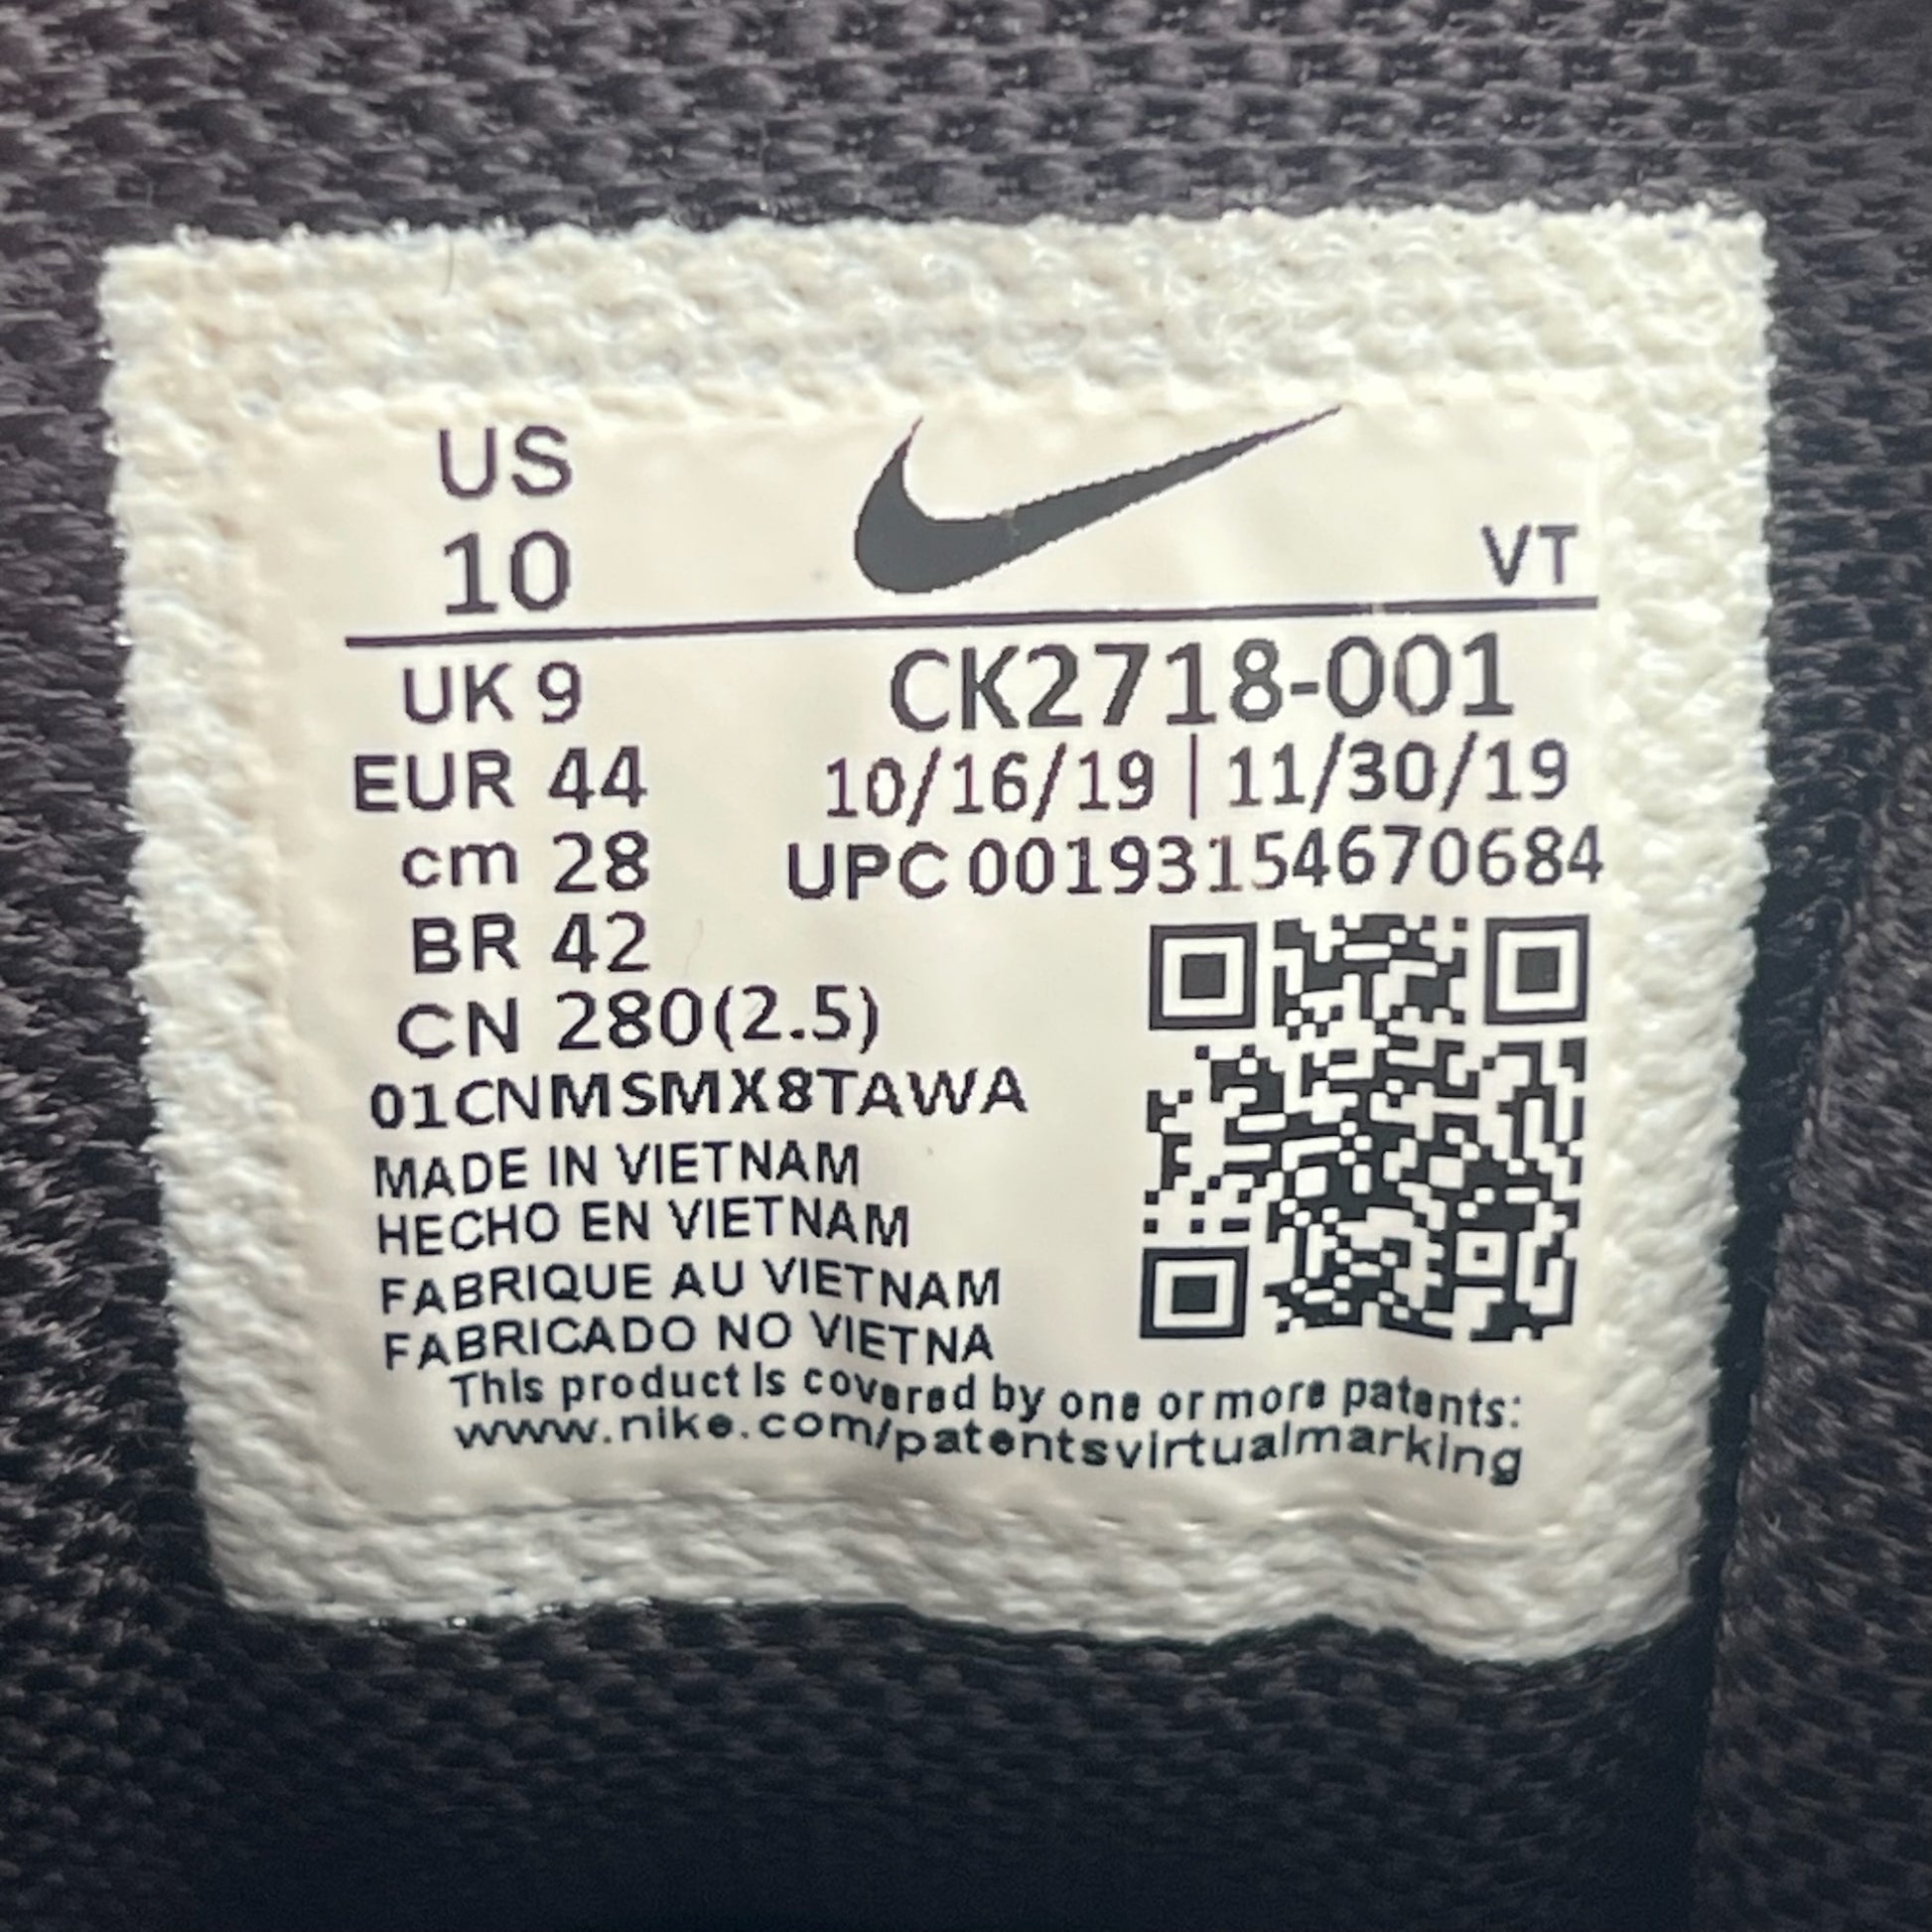 US
10
VT
UK 9
EUR 44
cm 28
BR 42
CN 280(2.5)
CK2718-001
10/16/19 | 11/30/19
UPC 00193154670684
01CNMSMX8TAWA
MADE IN VIETNAM
HECHO EN VIETNAM
FABRIQUE AU VIETNAM
FABRICADO NO VIETNA
This product is covered by one or more patents:
www.nike.com/patentsvirtualmarking